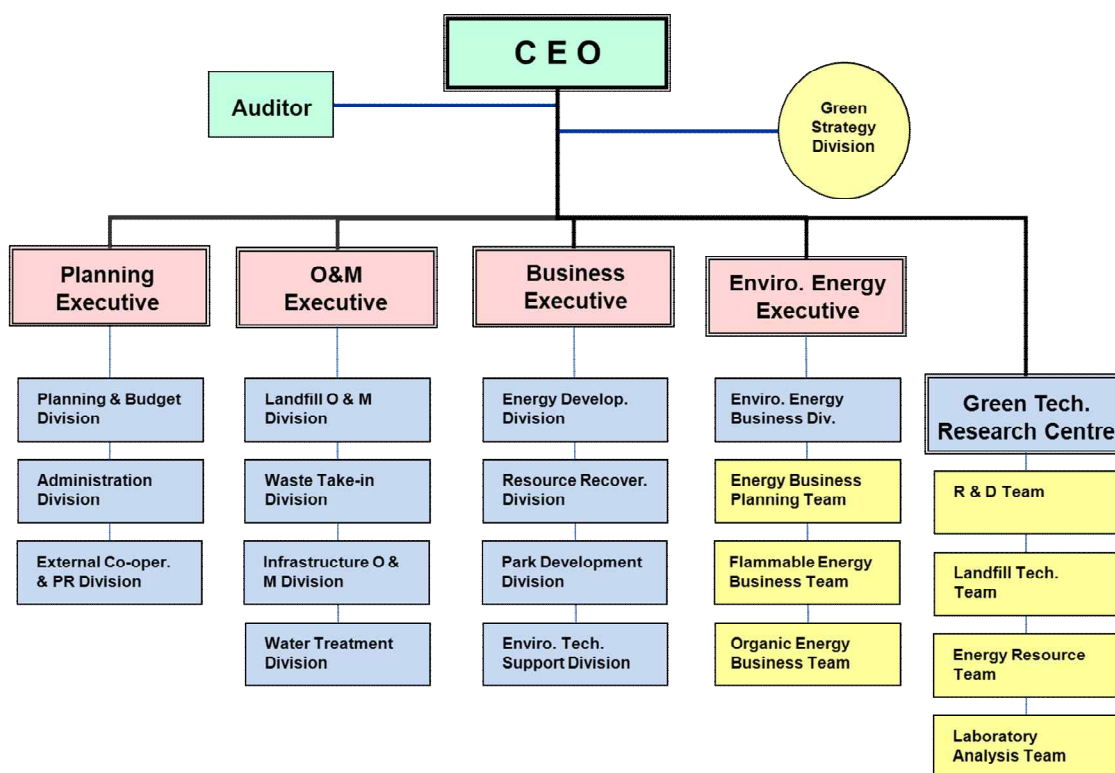 C E O
Auditor
Green
Strategy
Division
Planning
Executive
O&M
Executive
Business
Executive
Enviro. Energy
Executive
Planning & Budget
Division
Administration
Division
External Co-oper.
& PR Division
Landfill O & M
Division
Waste Take-in
Division
Infrastructure O &
M Division
Water Treatment
Division
Energy Develop.
Division
Resource Recover.
Division
Park Development
Division
Enviro. Tech.
Support Division
Enviro. Energy
Business Div.
Energy Business
Planning Team
Flammable Energy
Business Team
Organic Energy
Business Team
Green Tech.
Research Centre
R & D Team
Landfill Tech.
Team
Energy Resource
Team
Laboratory
Analysis Team